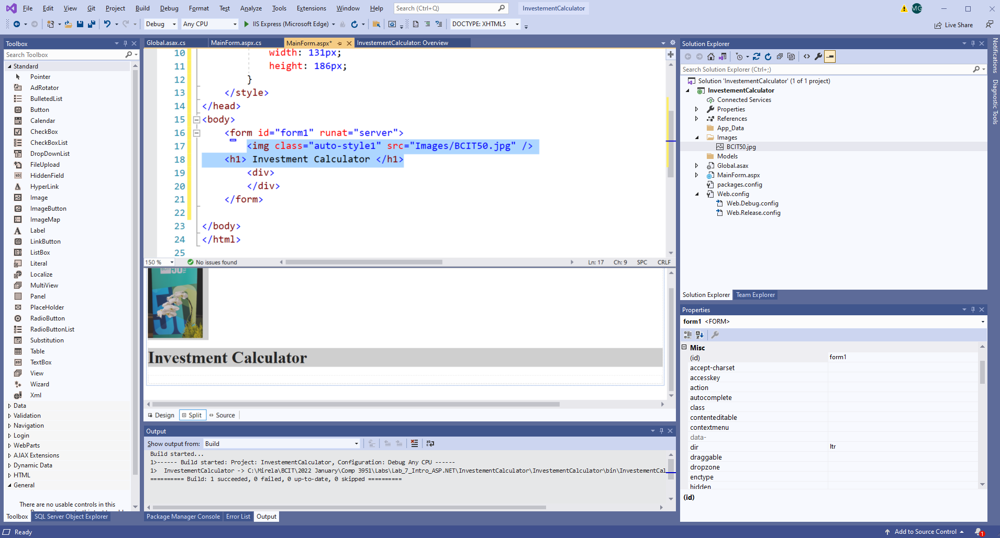 File Edit View Git Project Build Debug Format Test Analyze Tools Extensions Window Help Search (Ctrl+Q) InvestementCalculator MG
Debug Any CPU IIS Express (Microsoft Edge) DOCTYPE: XHTML5 Live Share
Toolbox
Search Toolbox
Standard
Pointer
AdRotator
BulletedList
Button
Calendar
CheckBox
CheckBoxList
DropDownList
FileUpload
HiddenField
HyperLink
Image
ImageButton
ImageMap
Label
LinkButton
ListBox
Literal
Localize
MultiView
Panel
PlaceHolder
RadioButton
RadioButtonList
Substitution
Table
TextBox
View
Wizard
Xml
Data
Validation
Navigation
Login
WebParts
AJAX Extensions
Dynamic Data
HTML
General
There are no usable controls in this
Toolbox SQL Server Object Explorer
Global.asax.cs MainForm.aspx.cs MainForm.aspx* InvestementCalculator: Overview
10 width: 131px;
11 height: 186px;
12 }
13 </style>
14 </head>
15 <body>
16 <form id="form1" runat="server">
17 <img class="auto-style1" src="Images/BCIT50.jpg" />
18 <h1> Investment Calculator </h1>
19 <div>
20 </div>
21 </form>
22
23 </body>
24 </html>
25
150 % No issues found Ln: 17 Ch: 9 SPC CRLF
Investment Calculator
Design Split Source
Output
Show output from: Build
Build started...
1>------ Build started: Project: InvestementCalculator, Configuration: Debug Any CPU ------
1> InvestementCalculator -> C:\Mirela\BCIT\2022 January\Comp 3951\Labs\Lab_7_Intro_ASP.NET\InvestementCalculator\InvestementCalculator\bin\InvestementCal
========== Build: 1 succeeded, 0 failed, 0 up-to-date, 0 skipped ==========
Package Manager Console Error List Output
Solution Explorer
Search Solution Explorer (Ctrl+;)
Solution 'InvestementCalculator' (1 of 1 project)
InvestementCalculator
Connected Services
Properties
References
App_Data
Images
BCIT50.jpg
Models
Global.asax
MainForm.aspx
packages.config
Web.config
Web.Debug.config
Web.Release.config
Solution Explorer Team Explorer
Properties
form1 <FORM>
Misc
(id) form1
accept-charset
accesskey
action
autocomplete
class
contenteditable
contextmenu
data-
dir ltr
draggable
dropzone
enctype
hidden
(id)
Notifications
Diagnostic Tools
Ready Add to Source Control 1